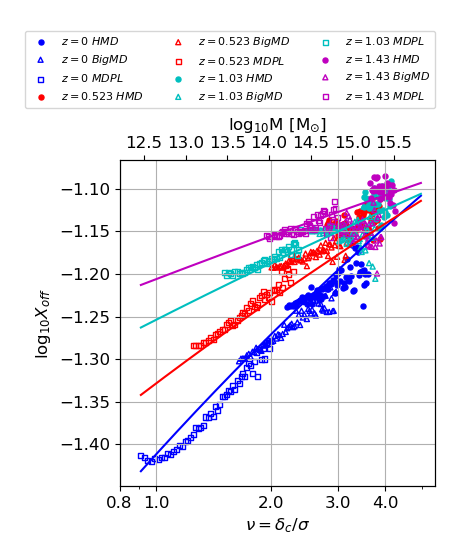 z = 0 HMD z = 0.523 BigMD z = 1.03 MDPL
z = 0 BigMD z = 0.523 MDPL z = 1.43 HMD
z = 0 MDPL z = 1.03 HMD z = 1.43 BigMD
z = 0.523 HMD z = 1.03 BigMD z = 1.43 MDPL
log₁₀M [M⊙]
12.5 13.0 13.5 14.0 14.5 15.0 15.5
−1.10
−1.15
−1.20
−1.25
−1.30
−1.35
−1.40
log₁₀X_off
0.8 1.0 2.0 3.0 4.0
ν = δ_c/σ